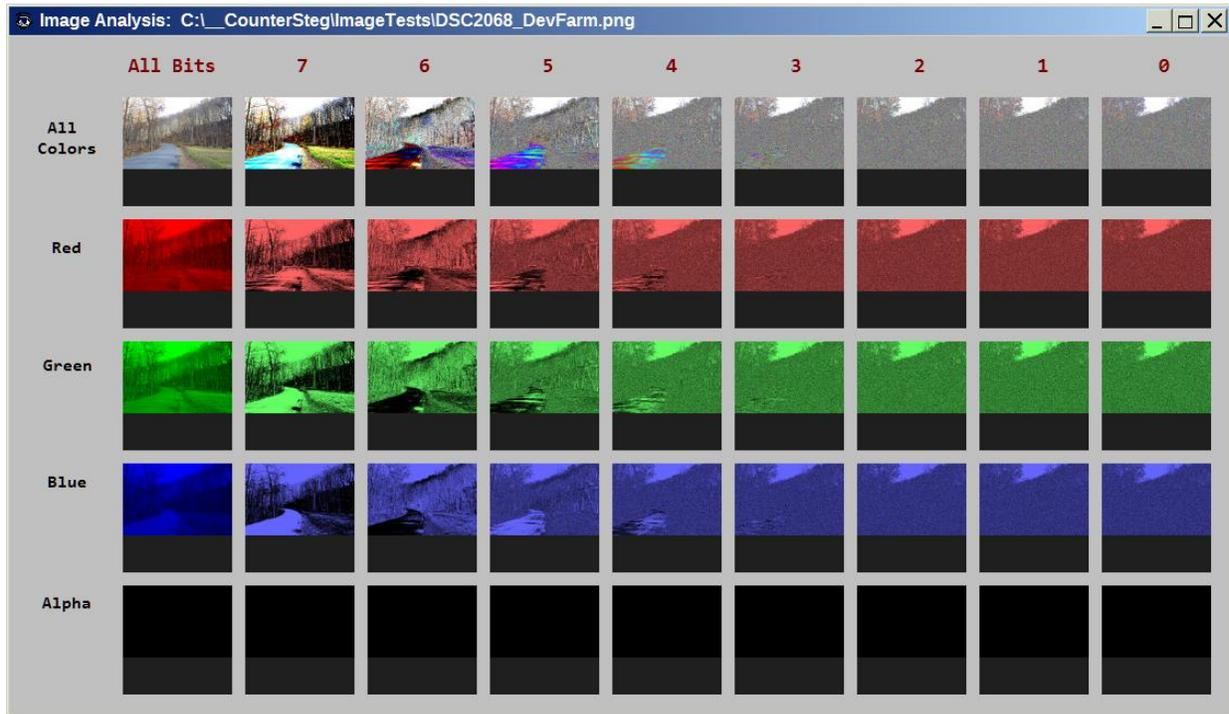 Image Analysis: C:\__CounterSteg\ImageTests\DSC2068_DevFarm.png
All Bits 7 6 5 4 3 2 1 0
All
Colors
Red
Green
Blue
Alpha